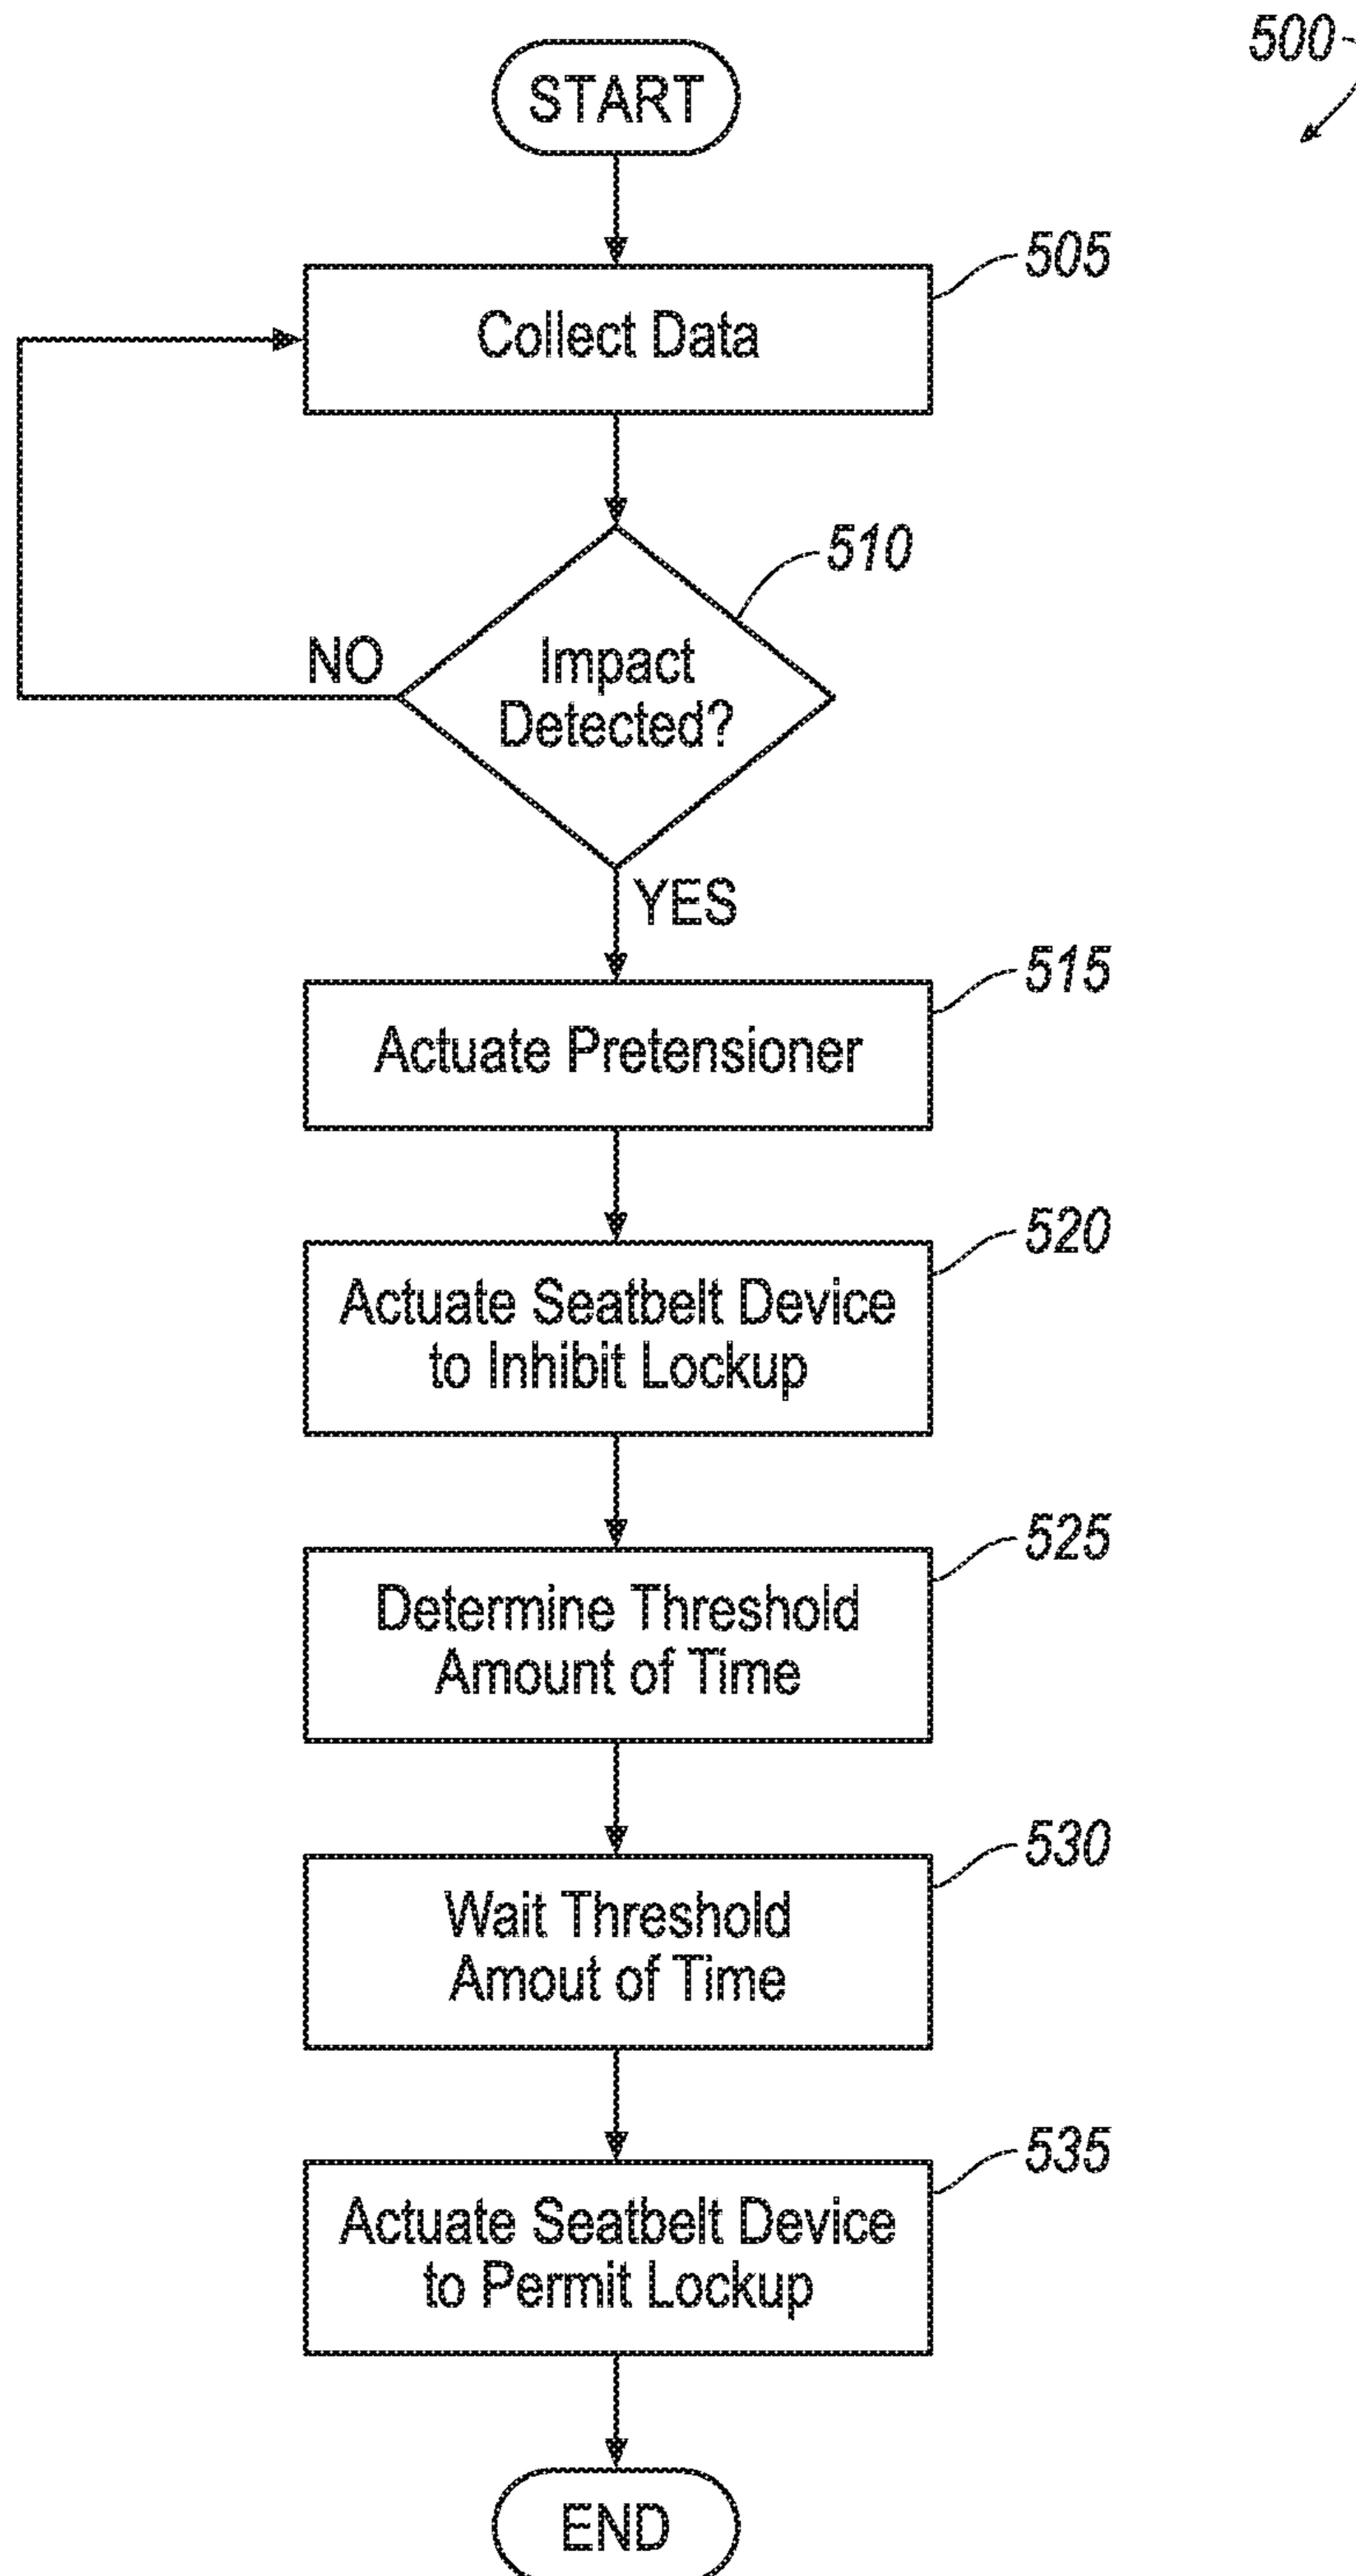 500
START
505
Collect Data
510
NO
Impact
Detected?
YES
515
Actuate Pretensioner
520
Actuate Seatbelt Device
to Inhibit Lockup
525
Determine Threshold
Amount of Time
530
Wait Threshold
Amout of Time
535
Actuate Seatbelt Device
to Permit Lockup
END